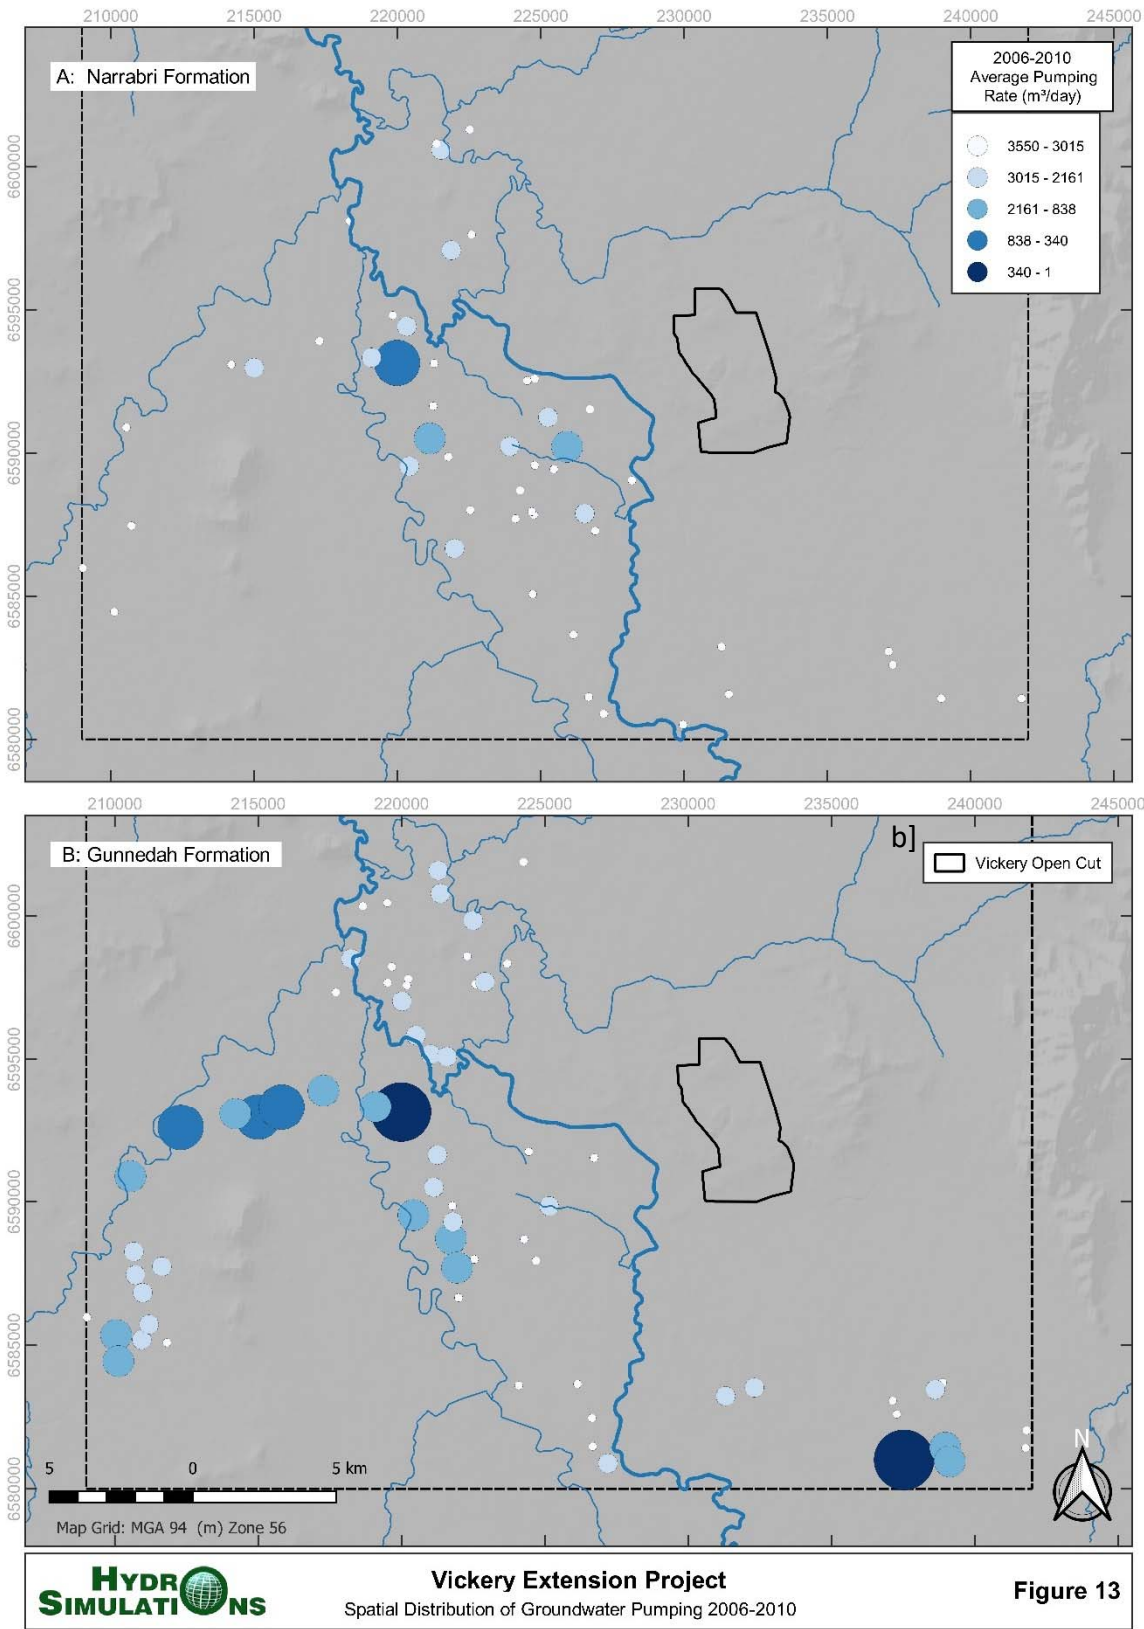 210000 215000 220000 225000 230000 235000 240000 245000
A: Narrabri Formation
2006-2010
Average Pumping
Rate (m³/day)
3550 - 3015
3015 - 2161
2161 - 838
838 - 340
340 - 1
6600000
6595000
6590000
6585000
6580000
210000 215000 220000 225000 230000 235000 240000 245000
B: Gunnedah Formation
b]
Vickery Open Cut
6600000
6595000
6590000
6585000
6580000
5 0 5 km
Map Grid: MGA 94 (m) Zone 56
N
HYDRO
SIMULATIONS
Vickery Extension Project
Spatial Distribution of Groundwater Pumping 2006-2010
Figure 13